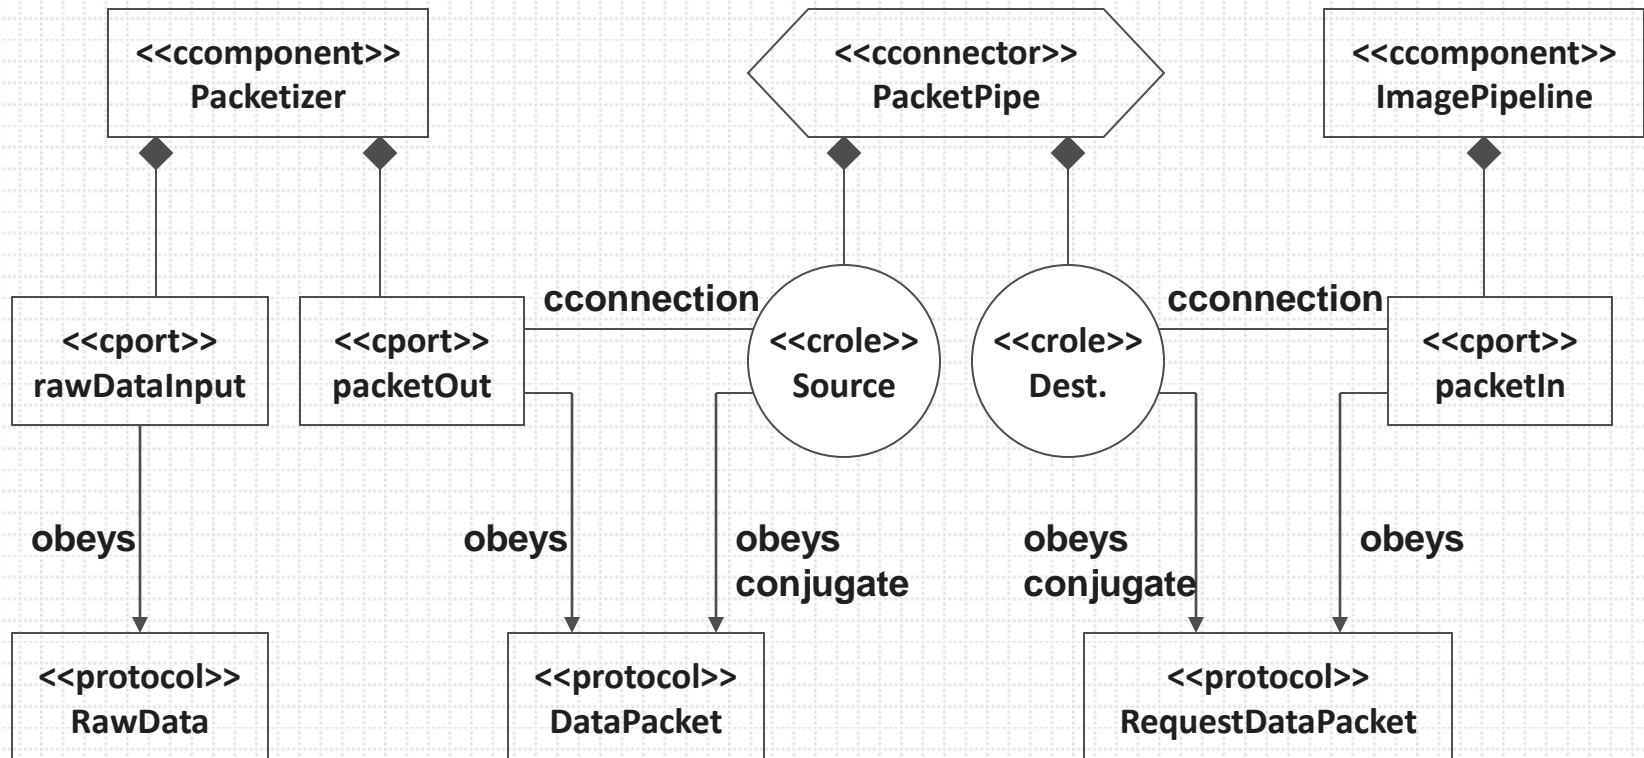 <<ccomponent>>
Packetizer
<<cconnector>>
PacketPipe
<<ccomponent>>
ImagePipeline
cconnection
cconnection
<<cport>>
rawDataInput
<<cport>>
packetOut
<<crole>>
Source
<<crole>>
Dest.
<<cport>>
packetIn
obeys
obeys
obeys
conjugate
obeys
conjugate
obeys
<<protocol>>
RawData
<<protocol>>
DataPacket
<<protocol>>
RequestDataPacket